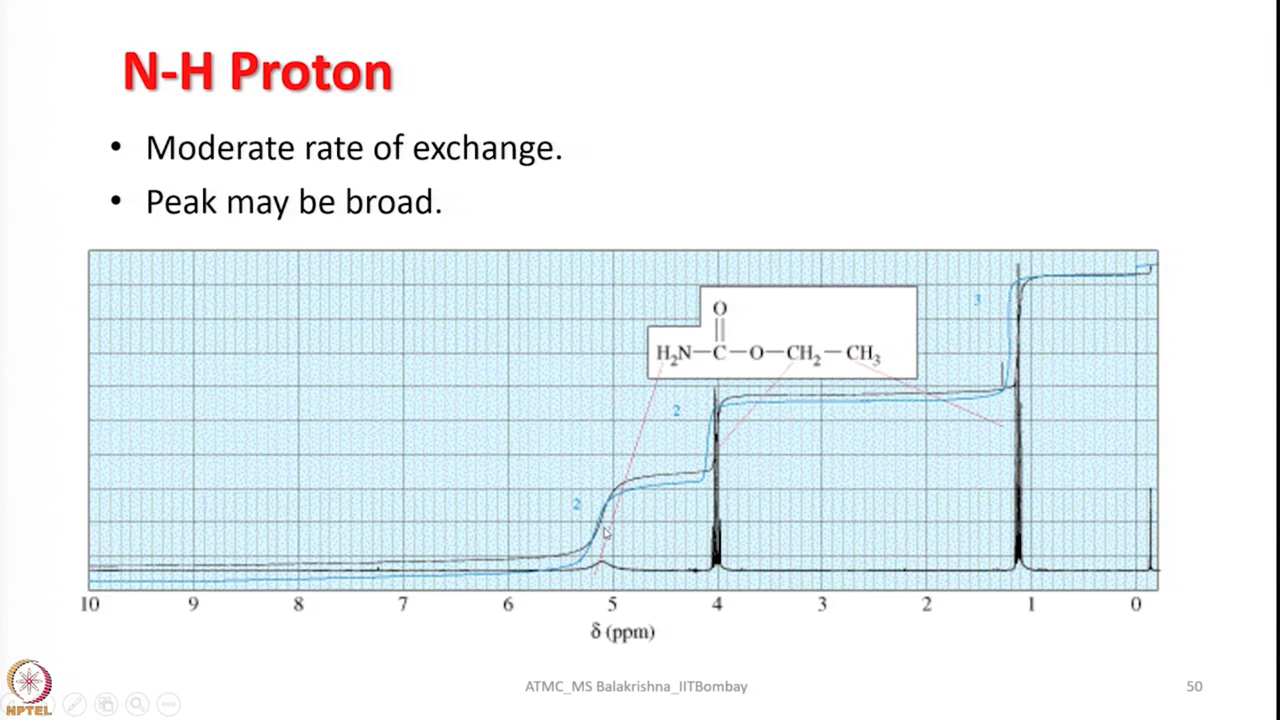 N-H Proton
• Moderate rate of exchange.
• Peak may be broad.
O
H₂N—C—O—CH₂—CH₃
3
2
2
10 9 8 7 6 5 4 3 2 1 0
δ (ppm)
NPTEL
ATMC_MS Balakrishna_IITBombay
50